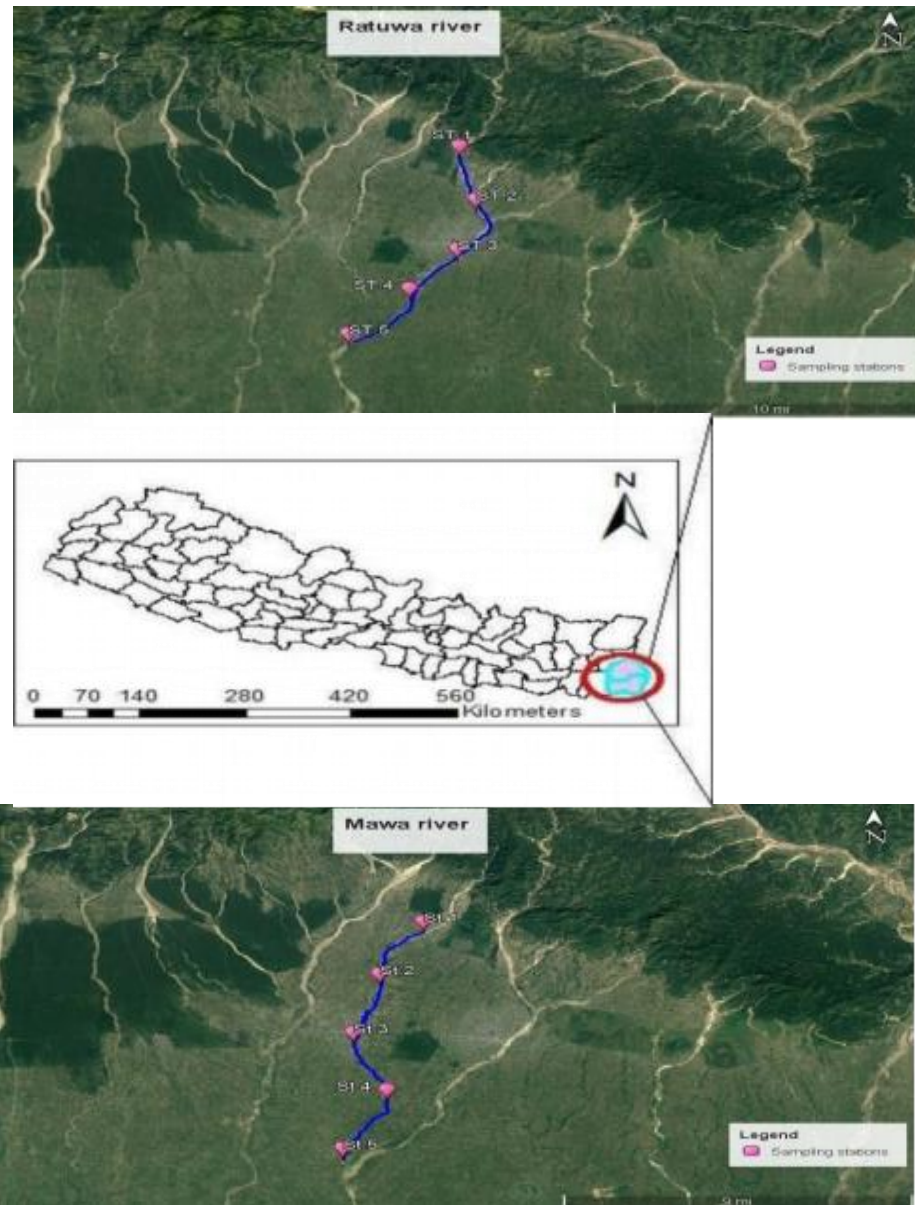 Ratuwa river
N
ST 1
ST 2
ST 3
ST 4
ST 5
Legend
Sampling stations
10 mi
N
0 70 140 280 420 560
Kilometers
Mawa river
N
St.1
St.2
St.3
St.4
St.5
Legend
Sampling stations
9 mi